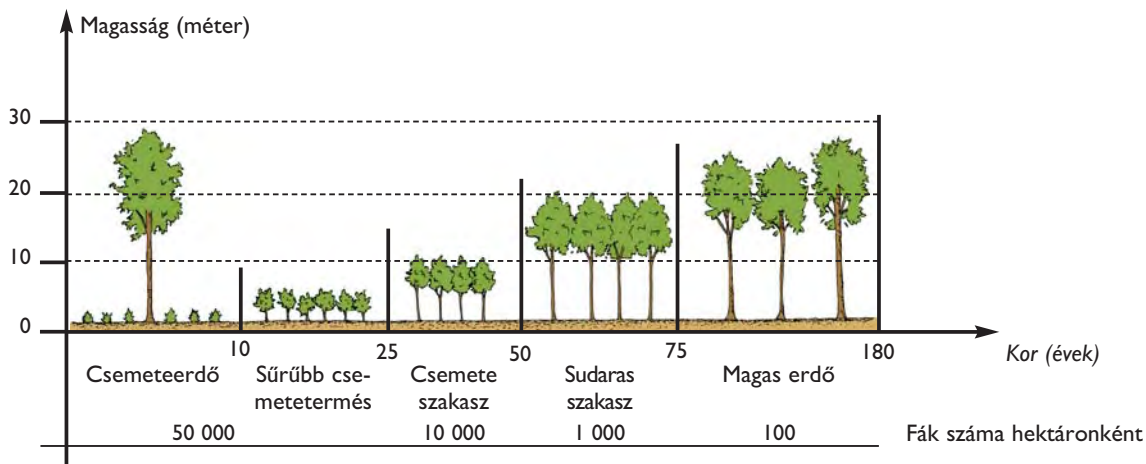 Magasság (méter)
30
20
10
0
10
25
50
75
180
Kor (évek)
Csemeteerdő
Sűrűbb cse-
metetermés
Csemete
szakasz
Sudaras
szakasz
Magas erdő
50 000
10 000
1 000
100
Fák száma hektáronként